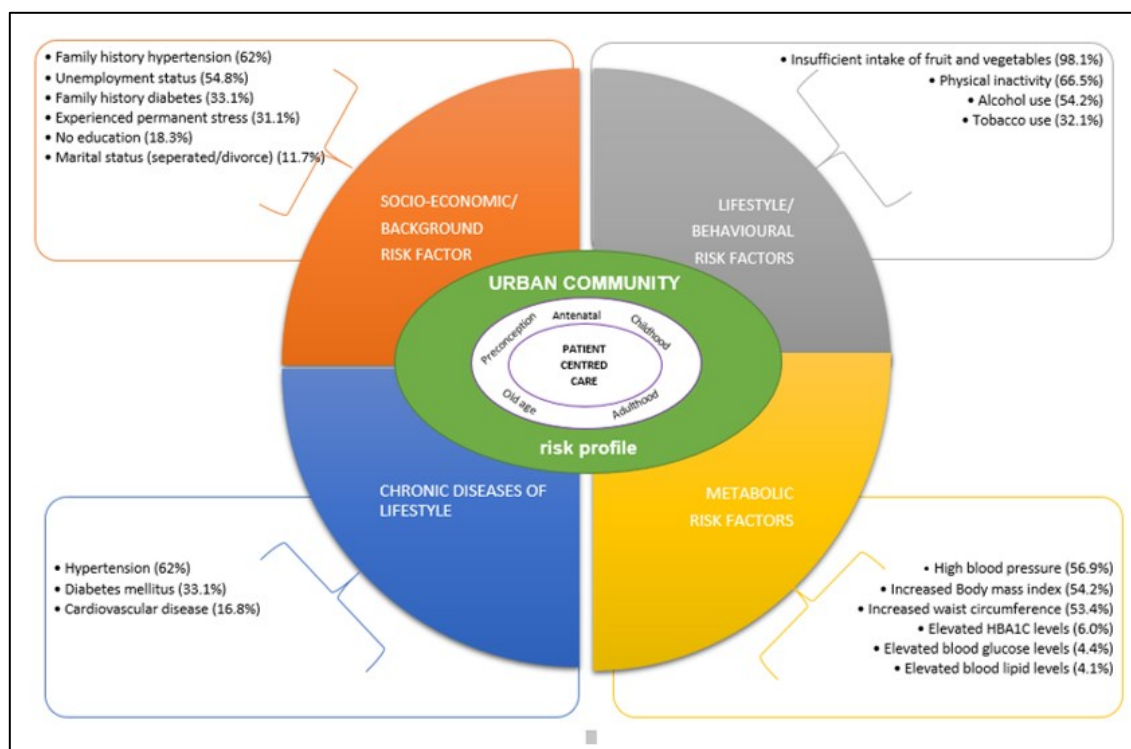 • Family history hypertension (62%)
• Unemployment status (54.8%)
• Family history diabetes (33.1%)
• Experienced permanent stress (31.1%)
• No education (18.3%)
• Marital status (seperated/divorce) (11.7%)
• Insufficient intake of fruit and vegetables (98.1%)
• Physical inactivity (66.5%)
• Alcohol use (54.2%)
• Tobacco use (32.1%)
SOCIO-ECONOMIC/
BACKGROUND
RISK FACTOR
LIFESTYLE/
BEHAVIOURAL
RISK FACTORS
URBAN COMMUNITY
Preconception
Antenatal
Childhood
PATIENT
CENTRED
CARE
Old age
Adulthood
risk profile
CHRONIC DISEASES OF
LIFESTYLE
METABOLIC
RISK FACTORS
• Hypertension (62%)
• Diabetes mellitus (33.1%)
• Cardiovascular disease (16.8%)
• High blood pressure (56.9%)
• Increased Body mass index (54.2%)
• Increased waist circumference (53.4%)
• Elevated HBA1C levels (6.0%)
• Elevated blood glucose levels (4.4%)
• Elevated blood lipid levels (4.1%)